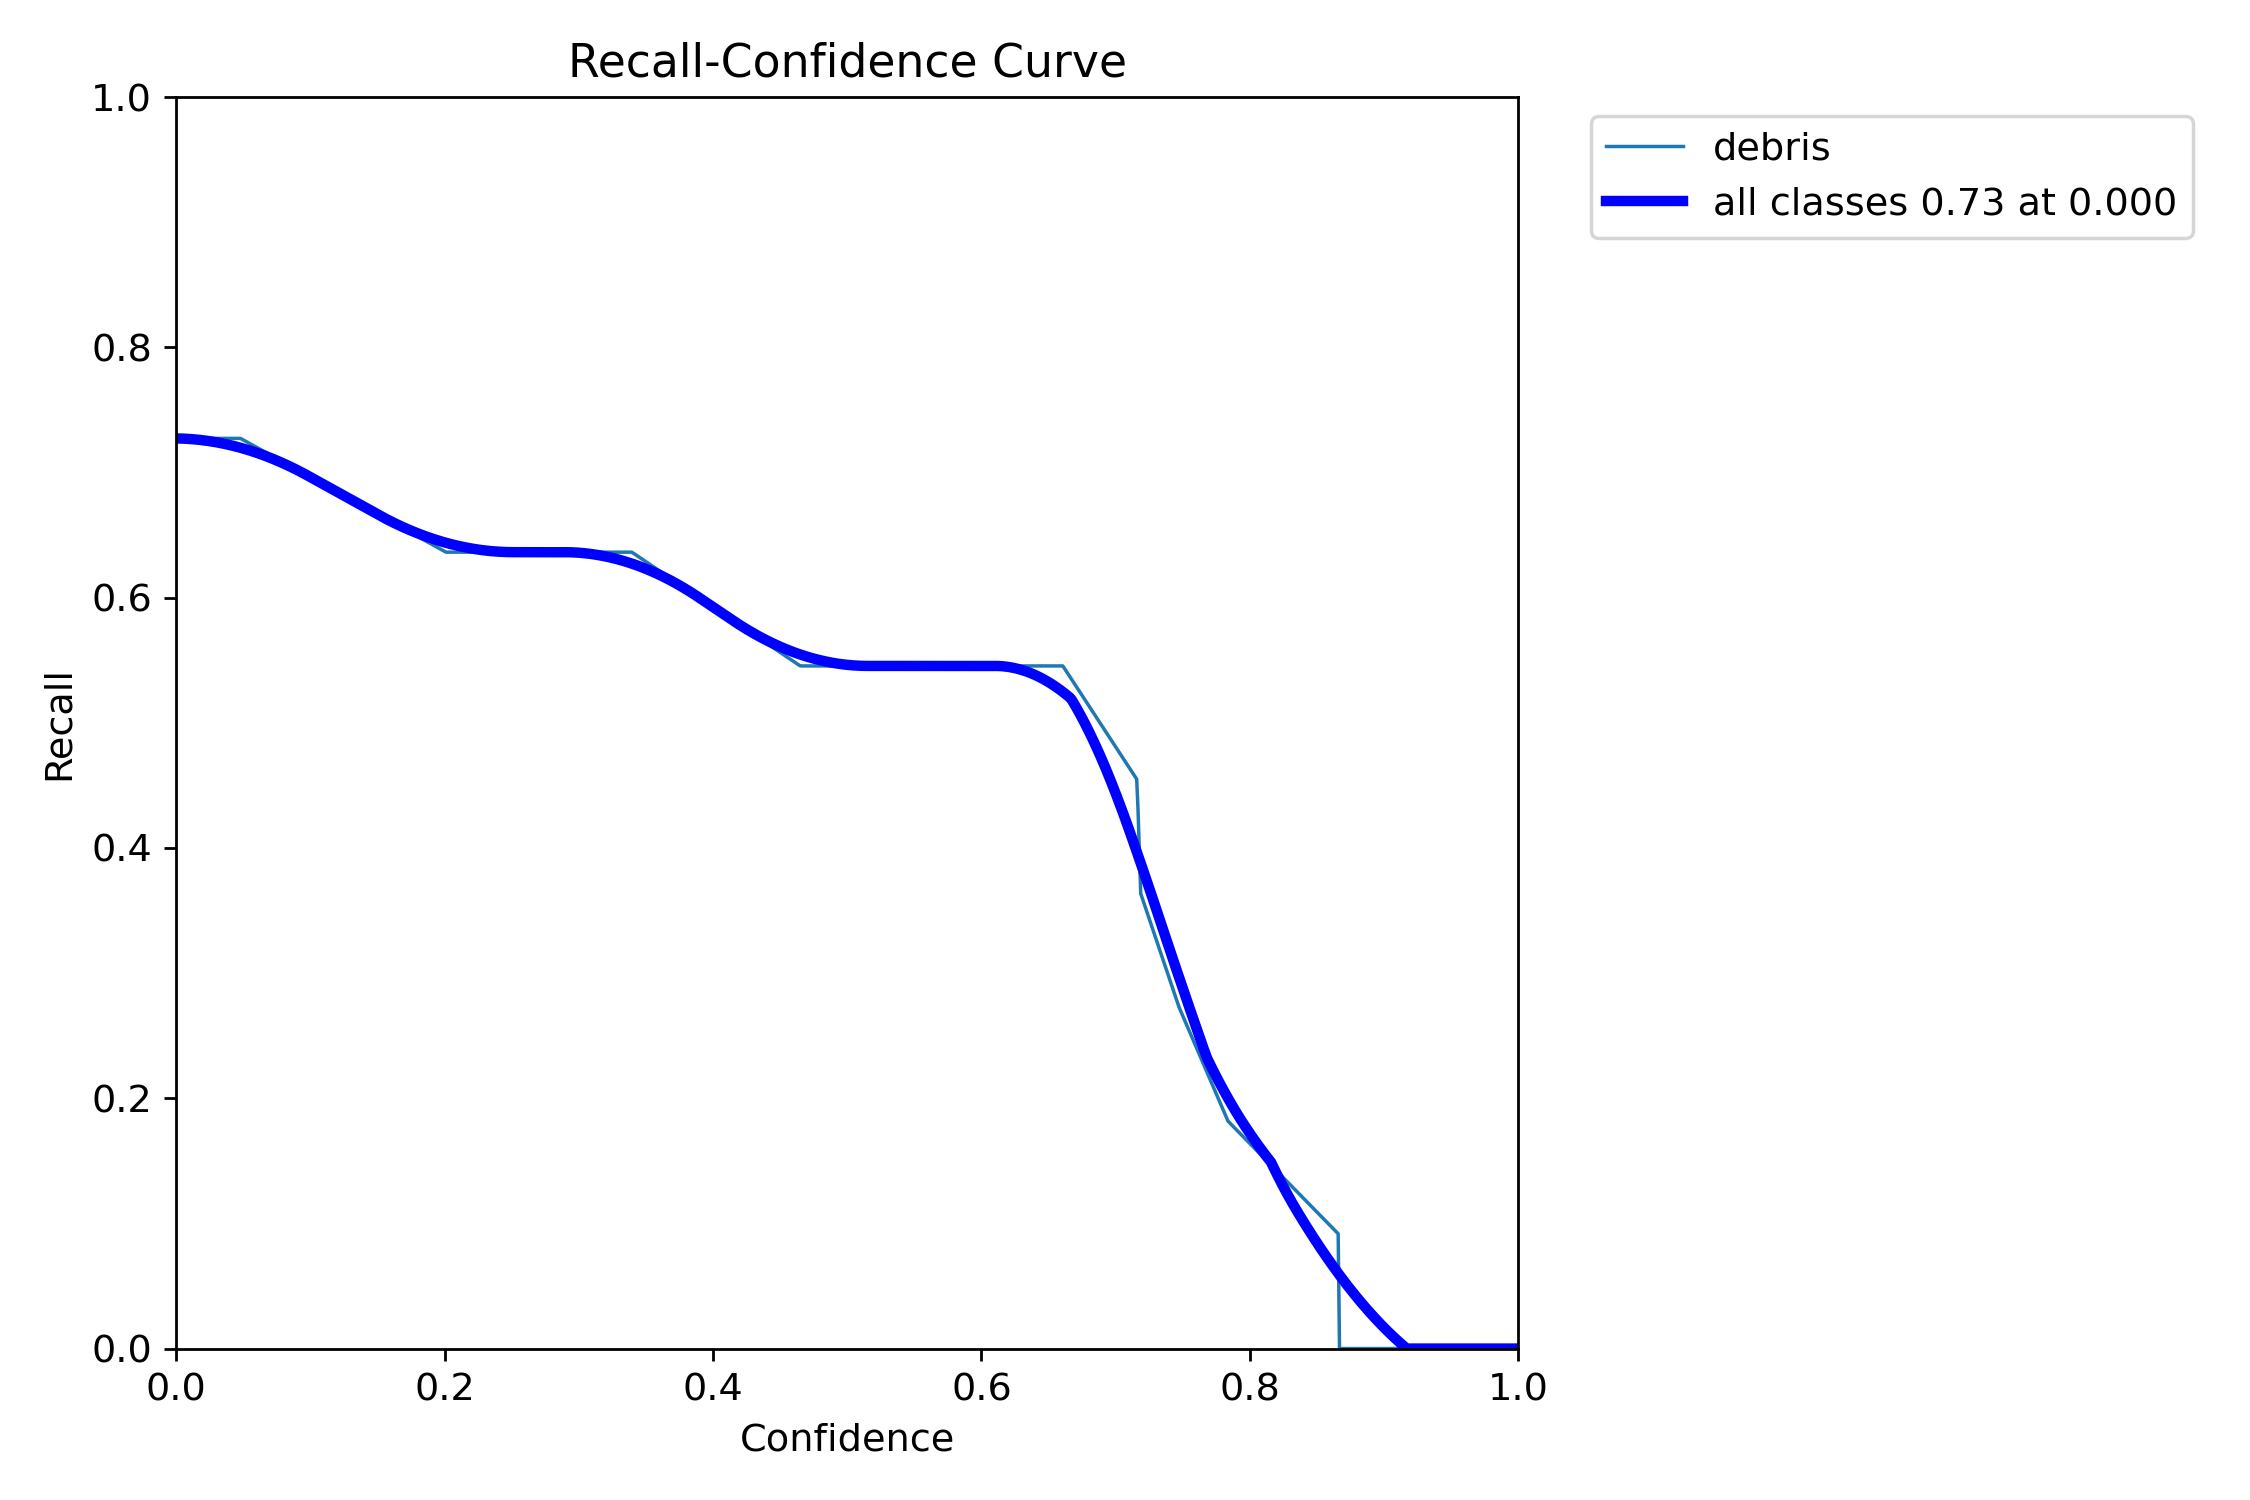 Recall-Confidence Curve
debris
all classes 0.73 at 0.000
1.0
0.8
0.6
0.4
0.2
0.0
Recall
0.0 0.2 0.4 0.6 0.8 1.0
Confidence